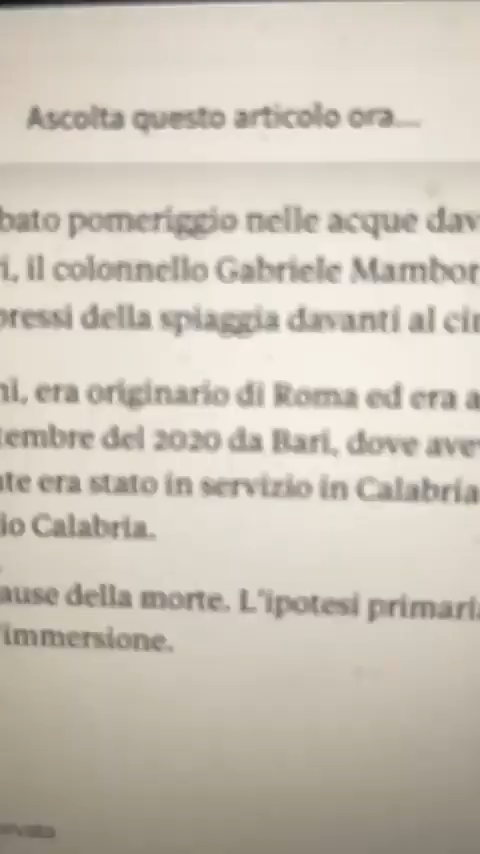 Ascolta questo articolo ora...
bato pomeriggio nelle acque dav
i, il colonnello Gabriele Mambor
pressi della spiaggia davanti al cir
ni, era originario di Roma ed era a
tembre del 2020 da Bari, dove ave
te era stato in servizio in Calabria
io Calabria.
ause della morte. L'ipotesi primaria
'immersione.